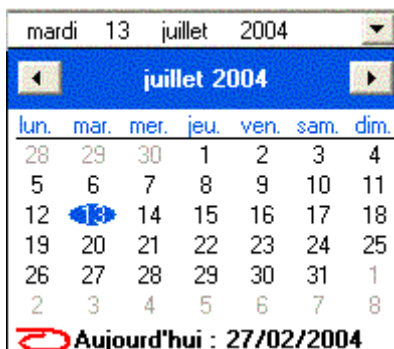 mardi 13 juillet 2004
juillet 2004
lun. mar. mer. jeu. ven. sam. dim.
28 29 30 1 2 3 4
5 6 7 8 9 10 11
12 13 14 15 16 17 18
19 20 21 22 23 24 25
26 27 28 29 30 31 1
2 3 4 5 6 7 8
Aujourd'hui : 27/02/2004